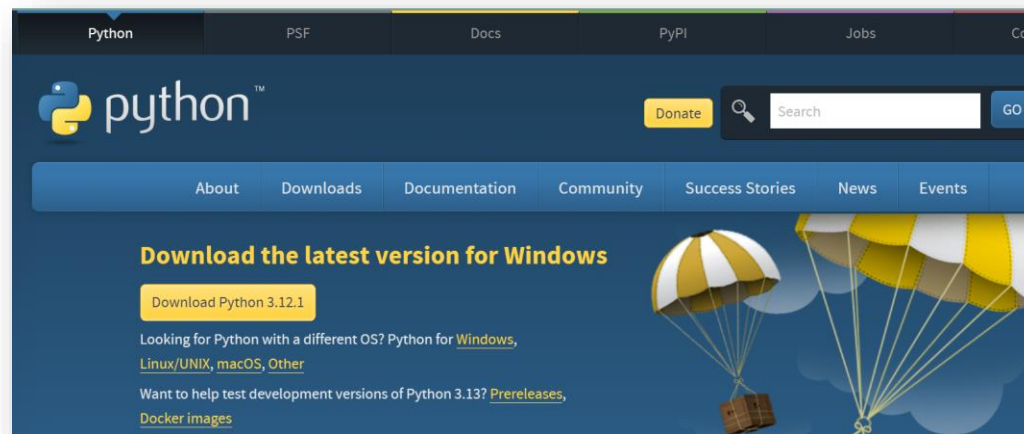 Python PSF Docs PyPI Jobs
python™
Donate Search GO
About Downloads Documentation Community Success Stories News Events
Download the latest version for Windows
Download Python 3.12.1
Looking for Python with a different OS? Python for Windows,
Linux/UNIX, macOS, Other
Want to help test development versions of Python 3.13? Prereleases,
Docker images